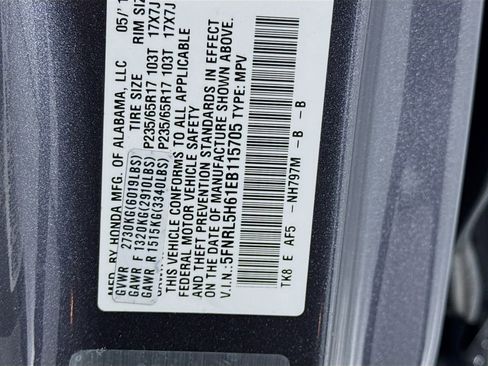 MFD BY HONDA MFG. OF ALABAMA, LLC 05/1
GVWR 2730KG(6019LBS) TIRE SIZE RIM SIZE
GAWR F 1320KG(2910LBS) P235/65R17 103T 17X7J
GAWR R 1515KG(3340LBS) P235/65R17 103T 17X7J
THIS VEHICLE CONFORMS TO ALL APPLICABLE
FEDERAL MOTOR VEHICLE SAFETY
AND THEFT PREVENTION STANDARDS IN EFFECT
ON THE DATE OF MANUFACTURE SHOWN ABOVE.
V.I.N.: 5FNRL5H61EB115705 TYPE: MPV
TK8 E AF5 -NH797M -B -B